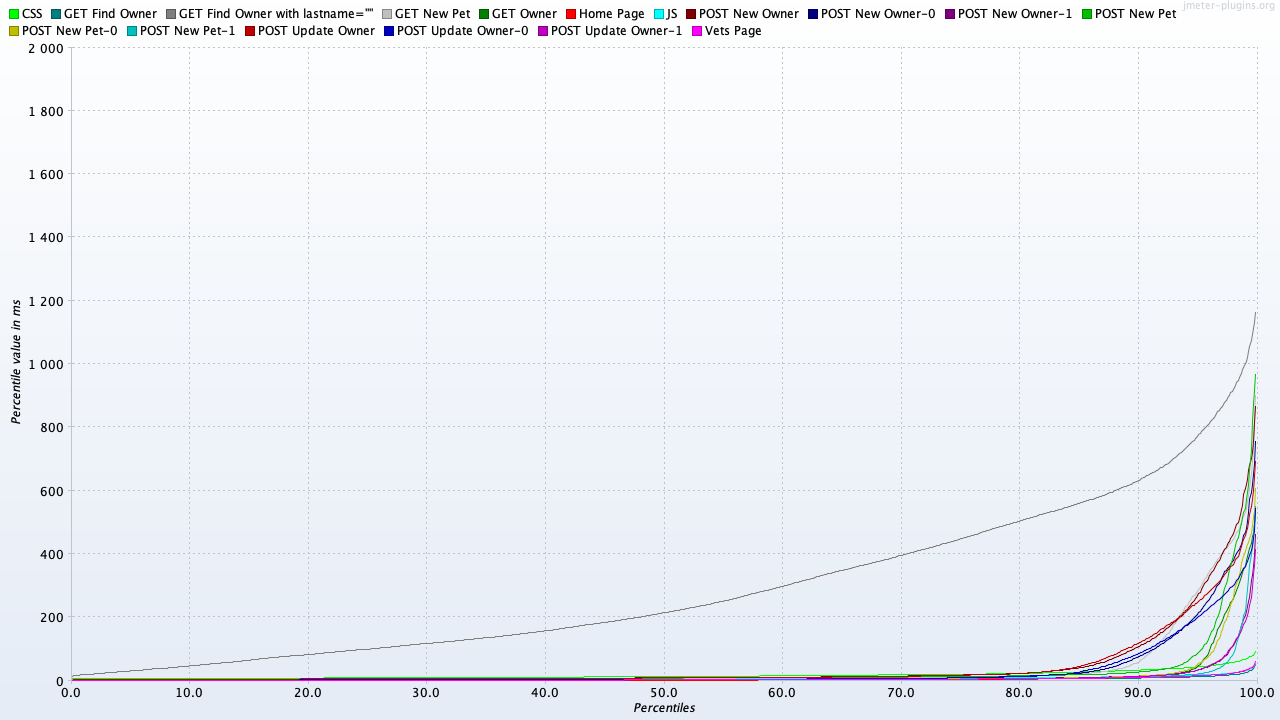 jmeter-plugins.org
CSS GET Find Owner GET Find Owner with lastname="" GET New Pet GET Owner Home Page JS POST New Owner POST New Owner-0 POST New Owner-1 POST New Pet
POST New Pet-0 POST New Pet-1 POST Update Owner POST Update Owner-0 POST Update Owner-1 Vets Page
2 000
1 800
1 600
1 400
1 200
1 000
800
600
400
200
0
Percentile value in ms
0.0 10.0 20.0 30.0 40.0 50.0 60.0 70.0 80.0 90.0 100.0
Percentiles